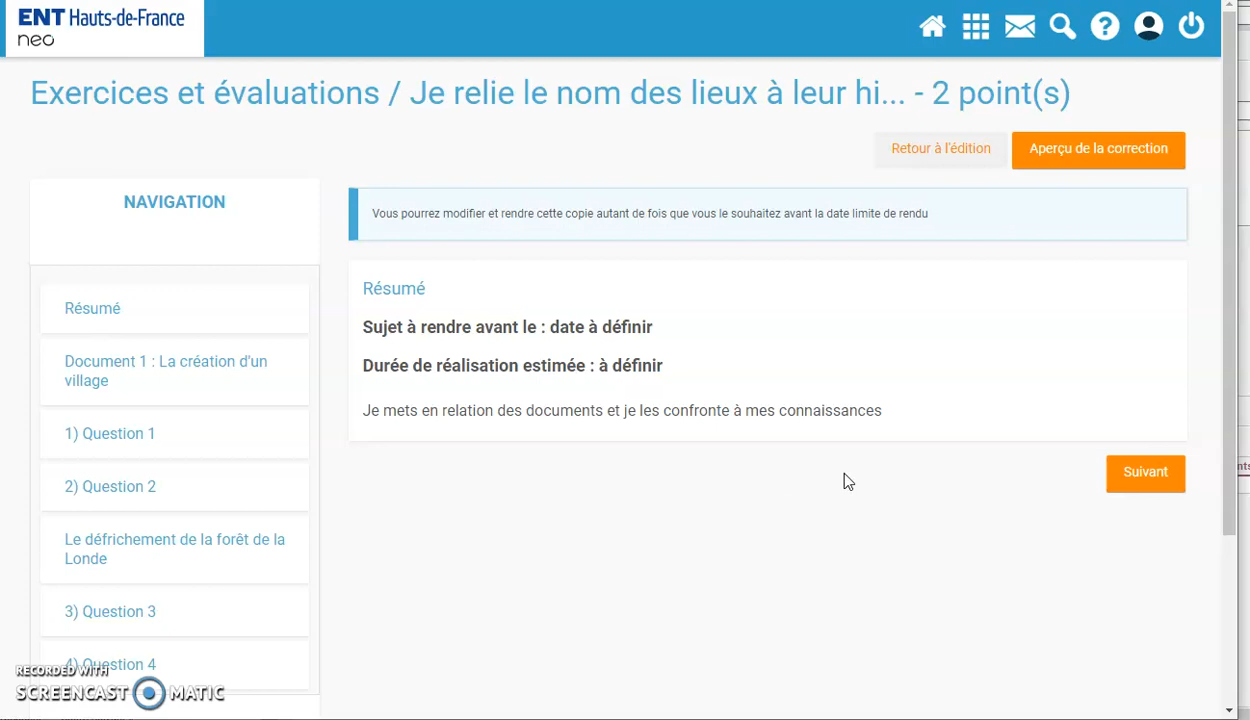 ENT Hauts-de-France
neo
Exercices et évaluations / Je relie le nom des lieux à leur hi... - 2 point(s)
Retour à l'édition
Aperçu de la correction
NAVIGATION
Résumé
Document 1 : La création d'un
village
1) Question 1
2) Question 2
Le défrichement de la forêt de la
Londe
3) Question 3
4) Question 4
Vous pourrez modifier et rendre cette copie autant de fois que vous le souhaitez avant la date limite de rendu
Résumé
Sujet à rendre avant le : date à définir
Durée de réalisation estimée : à définir
Je mets en relation des documents et je les confronte à mes connaissances
Suivant
RECORDED WITH
SCREENCAST MATIC